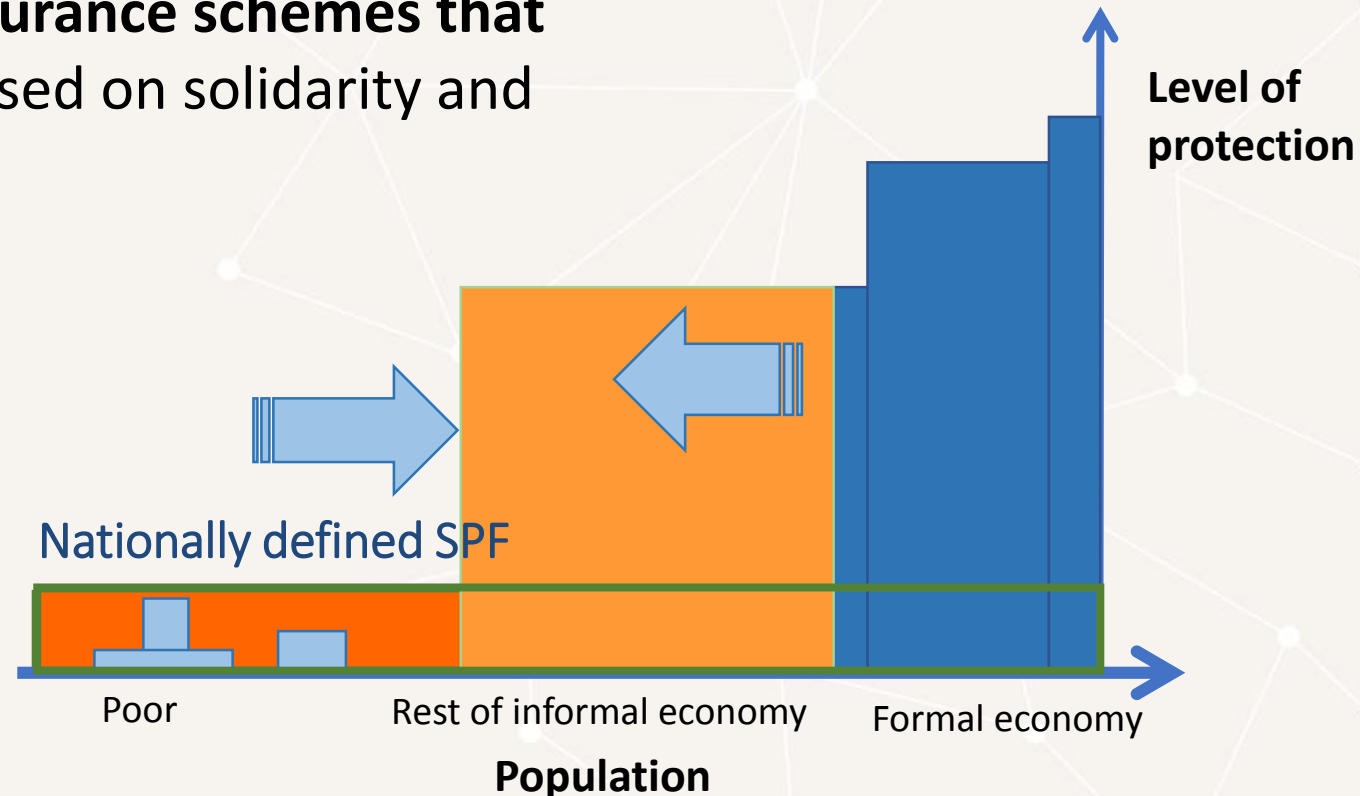 urance schemes that
sed on solidarity and
Level of
protection
Nationally defined SPF
Poor
Rest of informal economy
Formal economy
Population